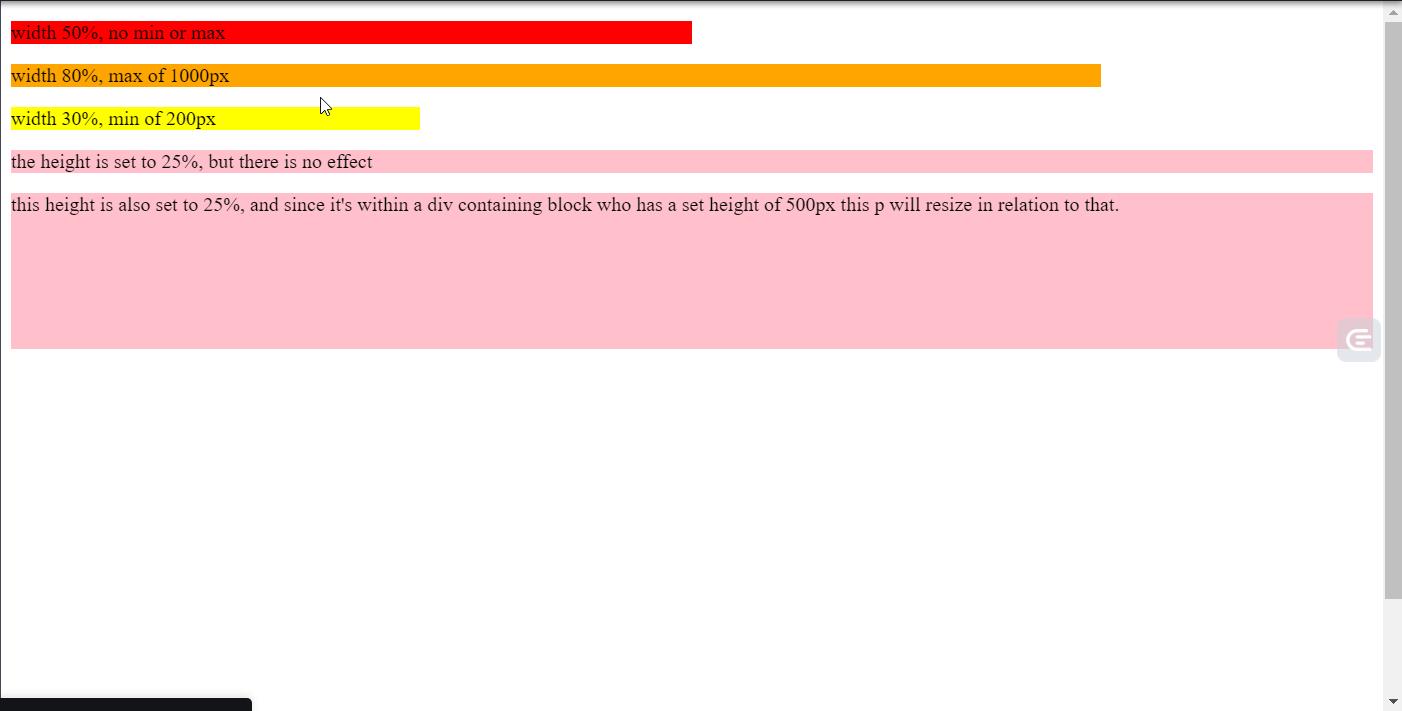 width 50%, no min or max
width 80%, max of 1000px
width 30%, min of 200px
the height is set to 25%, but there is no effect
this height is also set to 25%, and since it's within a div containing block who has a set height of 500px this p will resize in relation to that.